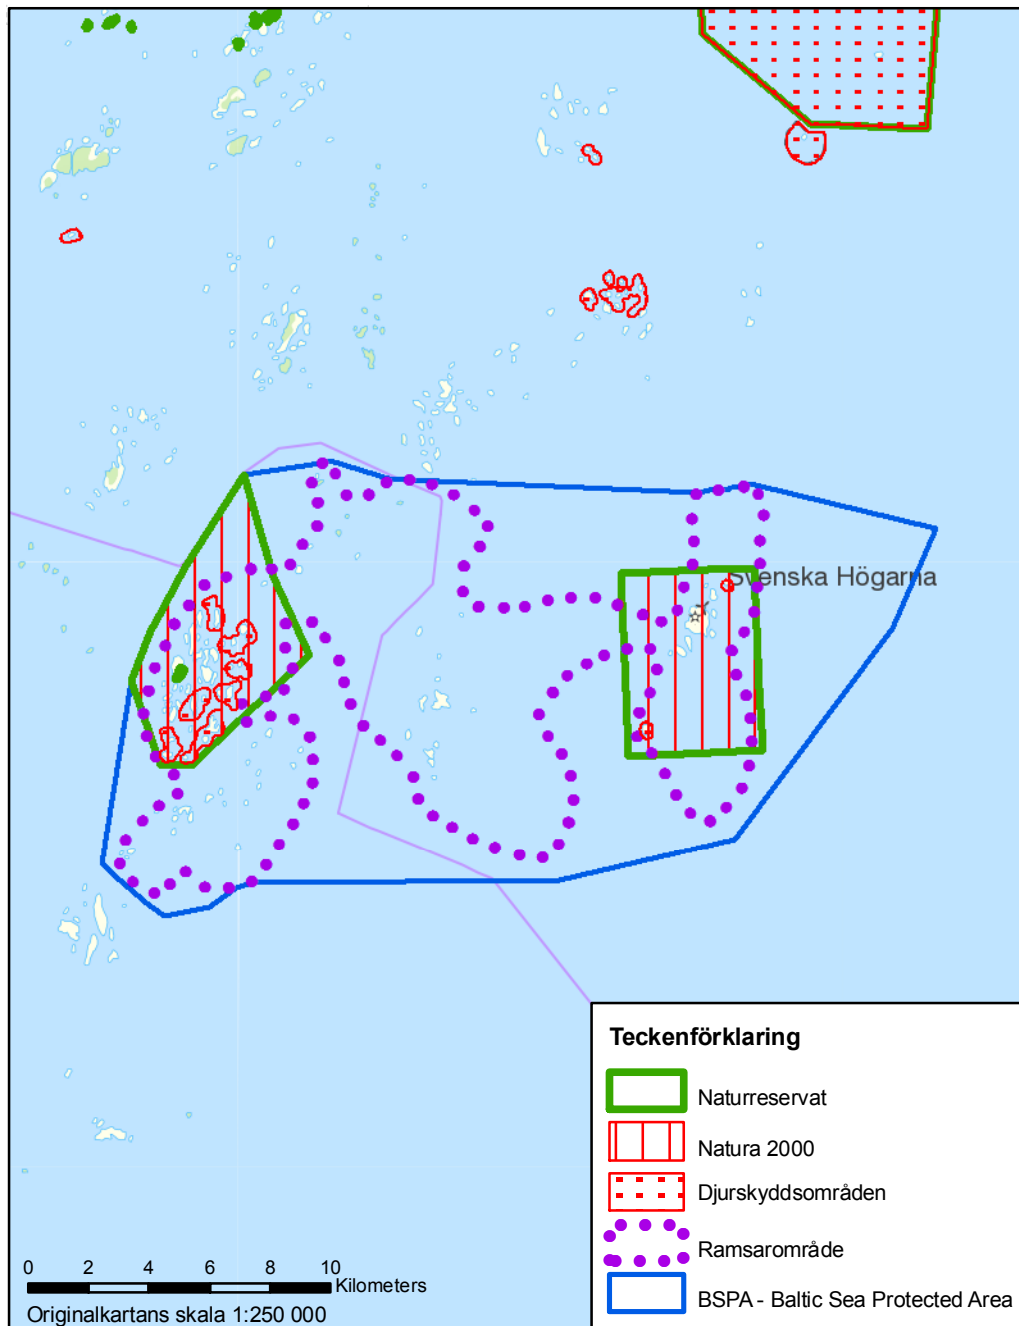 Svenska Högarna
Teckenförklaring
Naturreservat
Natura 2000
Djurskyddsområden
Ramsarområde
BSPA - Baltic Sea Protected Area
0 2 4 6 8 10
Kilometers
Originalkartans skala 1:250 000